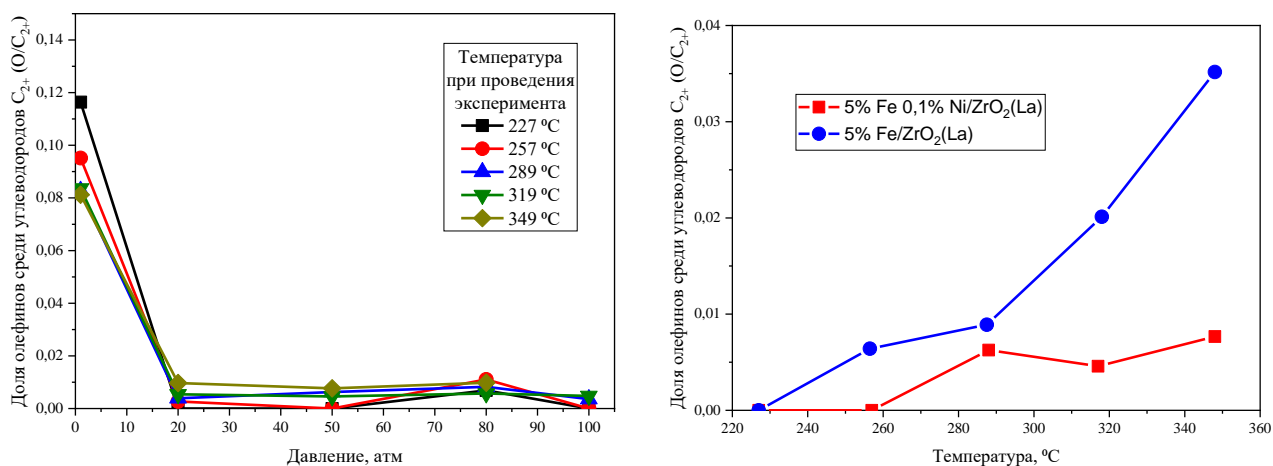 Доля олефинов среди углеводородов C₂₊ (O/C₂₊)
0,14
0,12
0,10
0,08
0,06
0,04
0,02
0,00
0 10 20 30 40 50 60 70 80 90 100
Давление, атм
Температура
при проведения
эксперимента
227 ºC
257 ºC
289 ºC
319 ºC
349 ºC
Доля олефинов среди углеводородов C₂₊ (O/C₂₊)
0,04
0,03
0,02
0,01
0,00
220 240 260 280 300 320 340 360
Температура, ºC
5% Fe 0,1% Ni/ZrO₂(La)
5% Fe/ZrO₂(La)